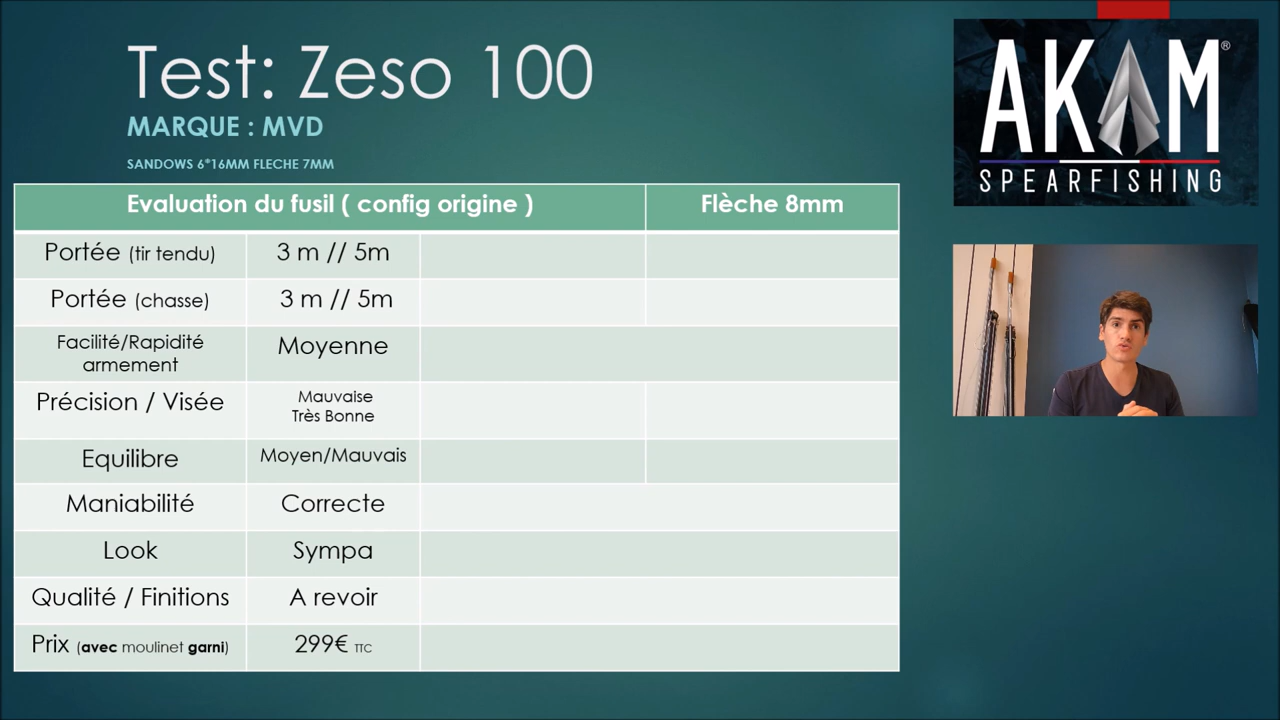 Test: Zeso 100
MARQUE : MVD
SANDOWS 6*16MM FLECHE 7MM
AKAM®
SPEARFISHING
Evaluation du fusil ( config origine )
Flèche 8mm
Portée (tir tendu)
3 m // 5m
Portée (chasse)
3 m // 5m
Facilité/Rapidité
armement
Moyenne
Précision / Visée
Mauvaise
Très Bonne
Equilibre
Moyen/Mauvais
Maniabilité
Correcte
Look
Sympa
Qualité / Finitions
A revoir
Prix (avec moulinet garni)
299€ TTC